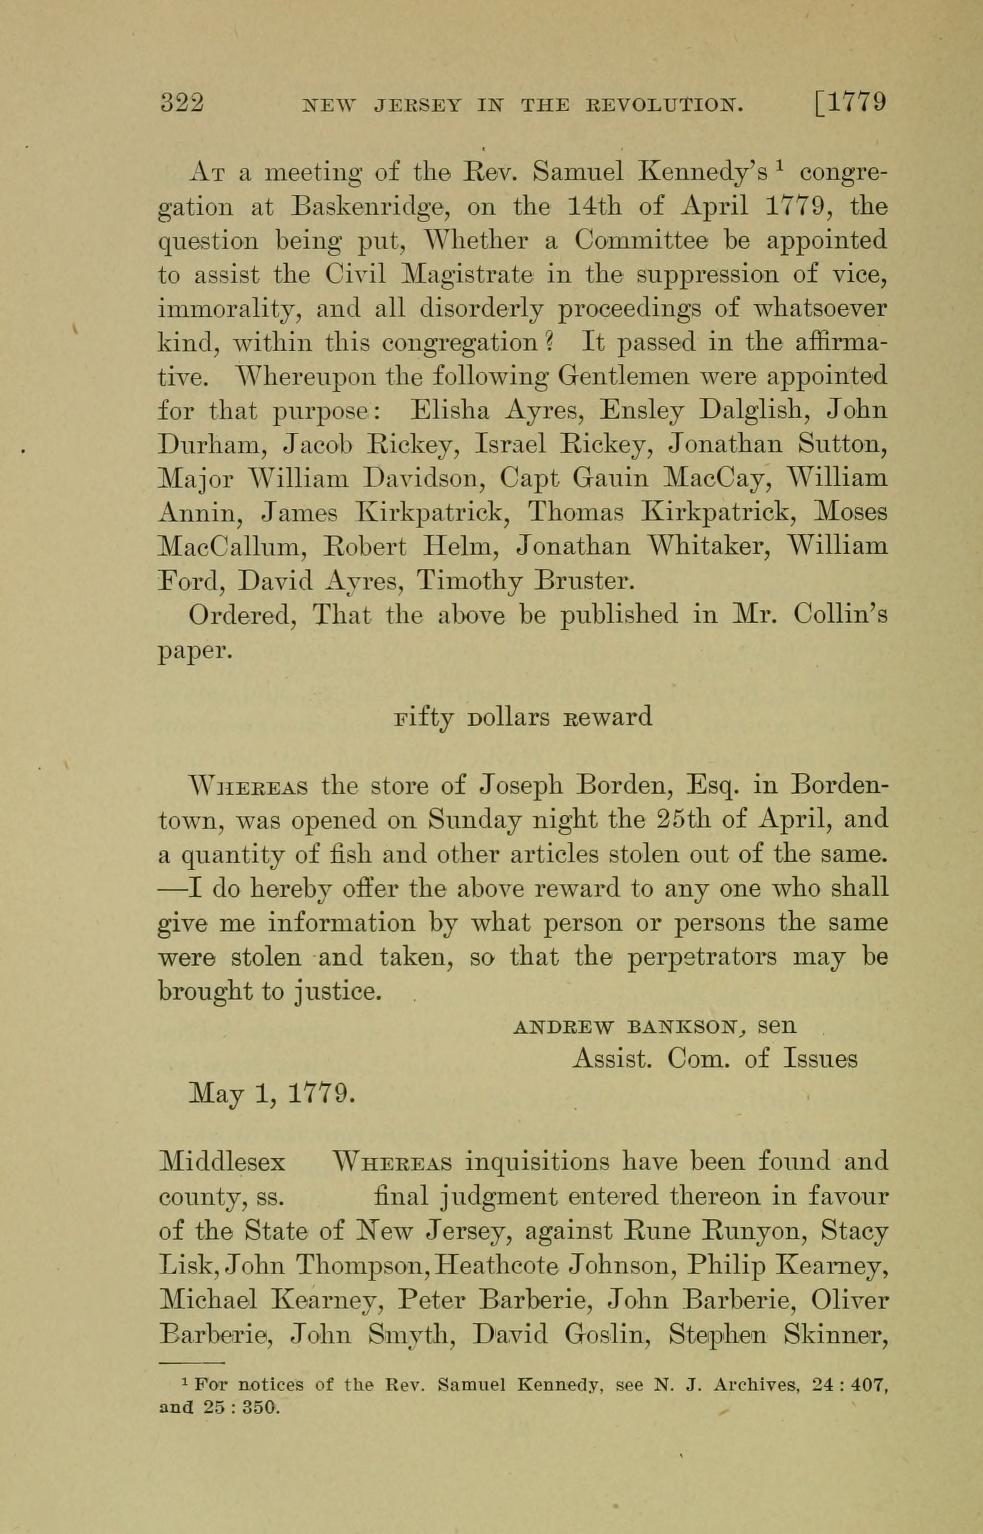 322 NEW JERSEY IN THE REVOLUTION. [1779
At a meeting of the Rev. Samuel Kennedy's ¹ congre-
gation at Baskenridge, on the 14th of April 1779, the
question being put, Whether a Committee be appointed
to assist the Civil Magistrate in the suppression of vice,
immorality, and all disorderly proceedings of whatsoever
kind, within this congregation? It passed in the affirma-
tive. Whereupon the following Gentlemen were appointed
for that purpose: Elisha Ayres, Ensley Dalglish, John
Durham, Jacob Rickey, Israel Rickey, Jonathan Sutton,
Major William Davidson, Capt Gauin MacCay, William
Annin, James Kirkpatrick, Thomas Kirkpatrick, Moses
MacCallum, Robert Helm, Jonathan Whitaker, William
Ford, David Ayres, Timothy Bruster.
Ordered, That the above be published in Mr. Collin's
paper.
Fifty Dollars Reward
Whereas the store of Joseph Borden, Esq. in Borden-
town, was opened on Sunday night the 25th of April, and
a quantity of fish and other articles stolen out of the same.
—I do hereby offer the above reward to any one who shall
give me information by what person or persons the same
were stolen and taken, so that the perpetrators may be
brought to justice.
ANDREW BANKSON, sen
Assist. Com. of Issues
May 1, 1779.
Middlesex Whereas inquisitions have been found and
county, ss. final judgment entered thereon in favour
of the State of New Jersey, against Rune Runyon, Stacy
Lisk, John Thompson, Heathcote Johnson, Philip Kearney,
Michael Kearney, Peter Barberie, John Barberie, Oliver
Barberie, John Smyth, David Goslin, Stephen Skinner,
¹ For notices of the Rev. Samuel Kennedy, see N. J. Archives, 24 : 407,
and 25 : 350.